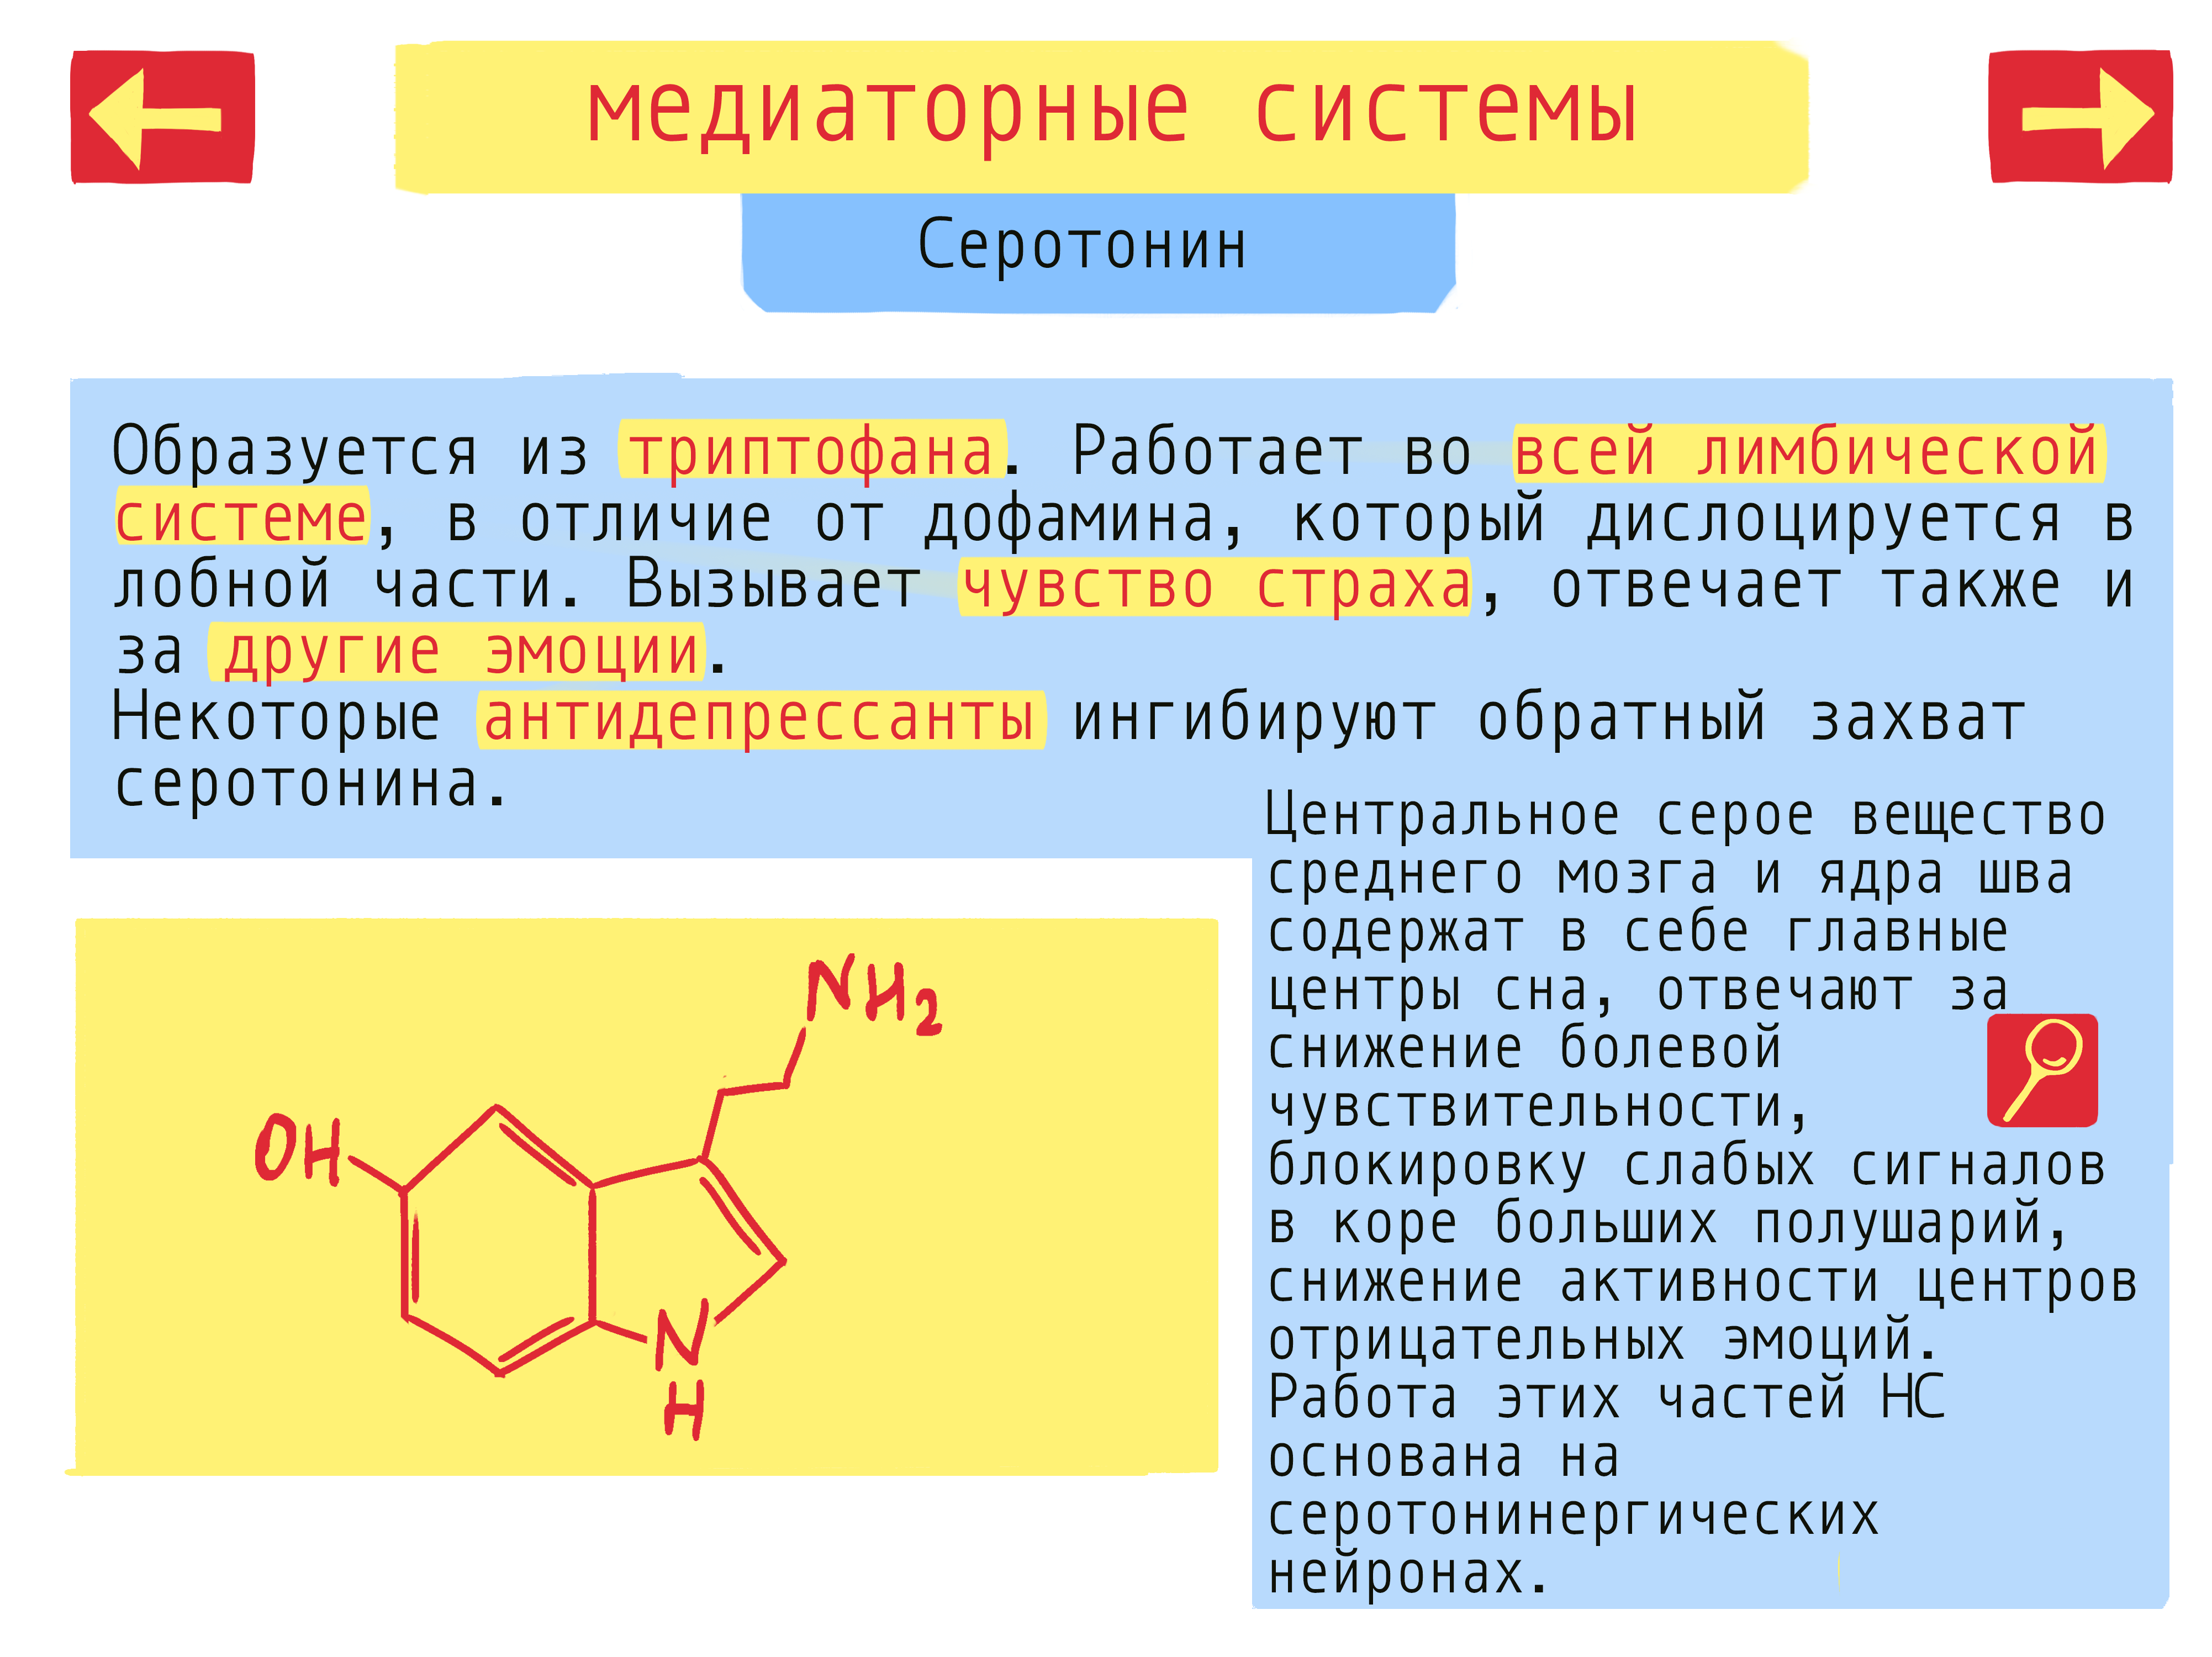 медиаторные системы
Серотонин
Образуется из триптофана. Работает во всей лимбической
системе, в отличие от дофамина, который дислоцируется в
лобной части. Вызывает чувство страха, отвечает также и
за другие эмоции.
Некоторые антидепрессанты ингибируют обратный захват
серотонина.
Центральное серое вещество
среднего мозга и ядра шва
содержат в себе главные
центры сна, отвечают за
снижение болевой
чувствительности,
блокировку слабых сигналов
в коре больших полушарий,
снижение активности центров
отрицательных эмоций.
Работа этих частей НС
основана на
серотонинергических
нейронах.
NH2
OH
N
H